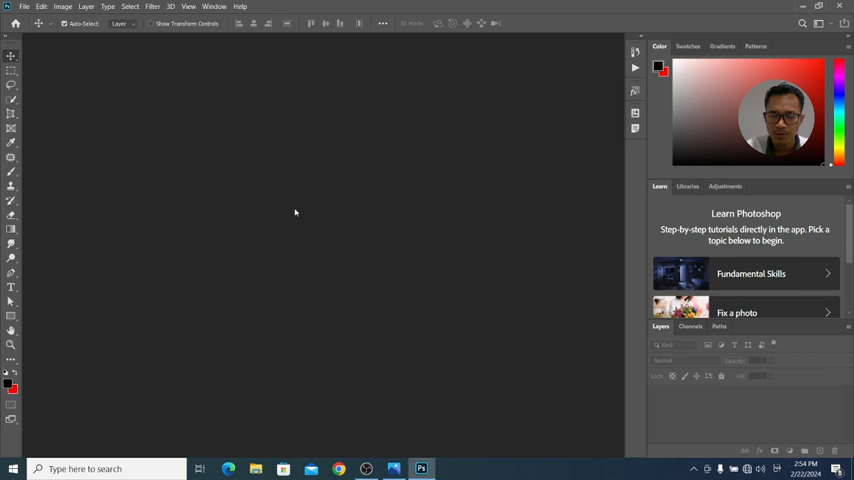 Ps File Edit Image Layer Type Select Filter 3D View Window Help
Auto-Select: Layer Show Transform Controls 3D Mode:
Color Swatches Gradients Patterns
Learn Libraries Adjustments
Learn Photoshop
Step-by-step tutorials directly in the app. Pick a
topic below to begin.
Fundamental Skills
Fix a photo
Layers Channels Paths
Kind
Normal Opacity:
Lock: Fill:
fx
Type here to search
Ps
2:54 PM
2/22/2024